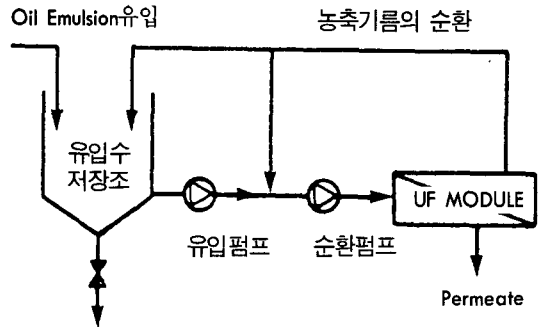 Oil Emulsion유입
농축기름의 순환
유입수
저장조
UF MODULE
유입펌프
순환펌프
Permeate